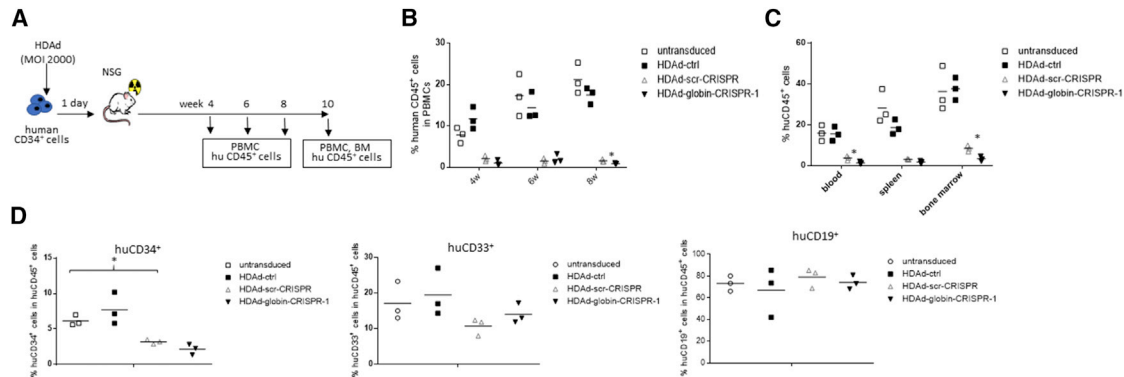 A
HDAd
(MOI 2000)
NSG
1 day
week 4 6 8 10
human
CD34⁺ cells
PBMC
hu CD45⁺ cells
PBMC, BM
hu CD45⁺ cells
B
% human CD45⁺ cells
in PBMCs
30
20
10
0
*
4w
6w
8w
untransduced
HDAd-ctrl
HDAd-scr-CRISPR
HDAd-globin-CRISPR-1
C
% huCD45⁺ cells
60
40
20
0
*
*
blood
spleen
bone marrow
untransduced
HDAd-ctrl
HDAd-scr-CRISPR
HDAd-globin-CRISPR-1
D
huCD34⁺
% huCD34⁺ cells in huCD45⁺ cells
15
10
5
0
*
untransduced
HDAd-ctrl
HDAd-scr-CRISPR
HDAd-globin-CRISPR-1
huCD33⁺
% huCD33⁺ cells in huCD45⁺ cells
30
20
10
0
untransduced
HDAd-ctrl
HDAd-scr-CRISPR
HDAd-globin-CRISPR-1
huCD19⁺
% huCD19⁺ cells in huCD45⁺ cells
100
80
60
40
20
0
untransduced
HDAd-ctrl
HDAd-scr-CRISPR
HDAd-globin-CRISPR-1